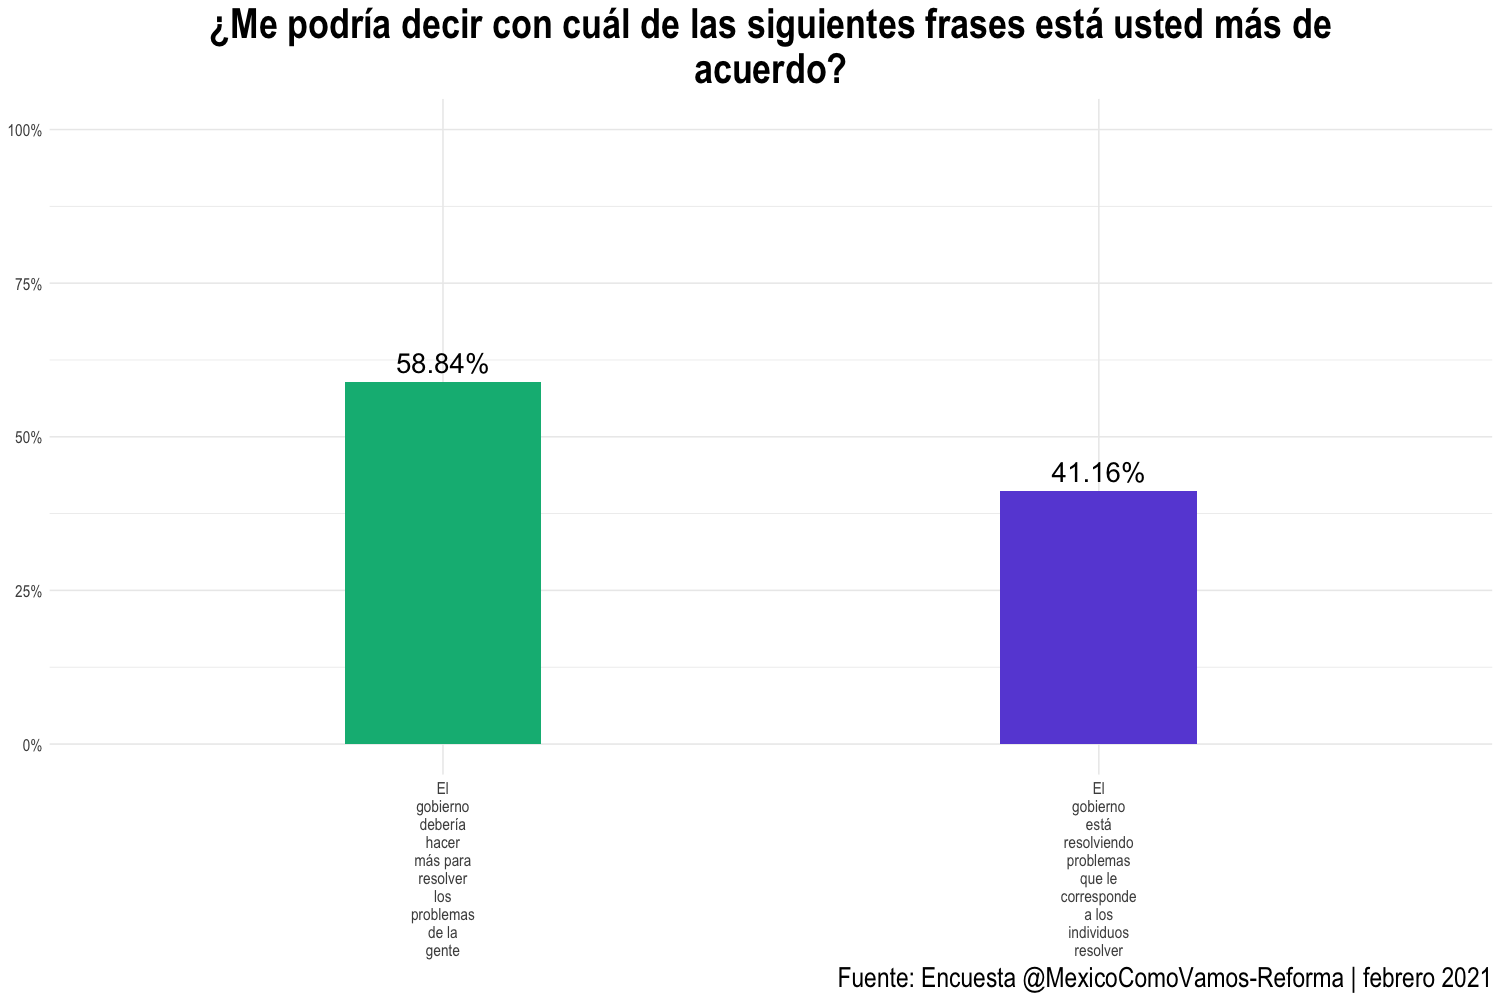 ¿Me podría decir con cuál de las siguientes frases está usted más de
acuerdo?
100%
75%
50%
25%
0%
58.84%
41.16%
El
gobierno
debería
hacer
más para
resolver
los
problemas
de la
gente
El
gobierno
está
resolviendo
problemas
que le
corresponde
a los
individuos
resolver
Fuente: Encuesta @MexicoComoVamos-Reforma | febrero 2021